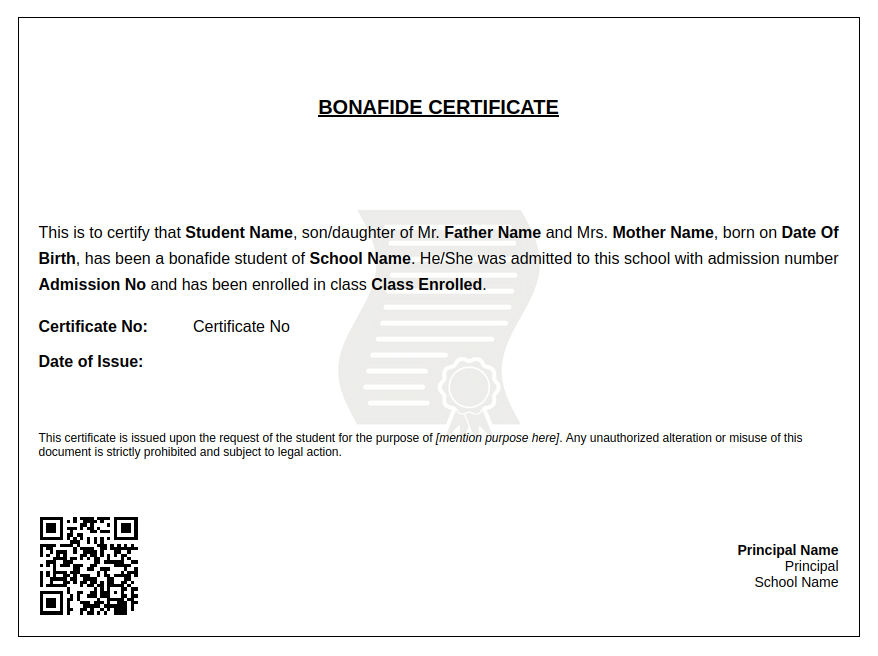 BONAFIDE CERTIFICATE
This is to certify that Student Name, son/daughter of Mr. Father Name and Mrs. Mother Name, born on Date Of
Birth, has been a bonafide student of School Name. He/She was admitted to this school with admission number
Admission No and has been enrolled in class Class Enrolled.
Certificate No: Certificate No
Date of Issue:
This certificate is issued upon the request of the student for the purpose of [mention purpose here]. Any unauthorized alteration or misuse of this
document is strictly prohibited and subject to legal action.
Principal Name
Principal
School Name